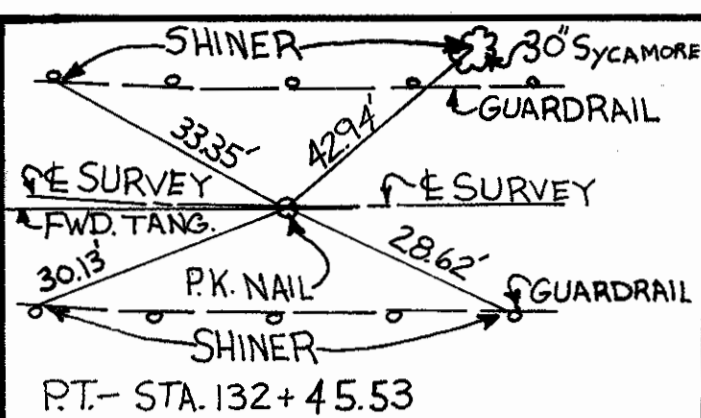 SHINER
30" SYCAMORE
GUARDRAIL
33.35'
42.94'
℄ SURVEY
℄ SURVEY
FWD. TANG.
30.13'
P.K. NAIL
28.62'
GUARDRAIL
SHINER
P.T.- STA. 132+45.53